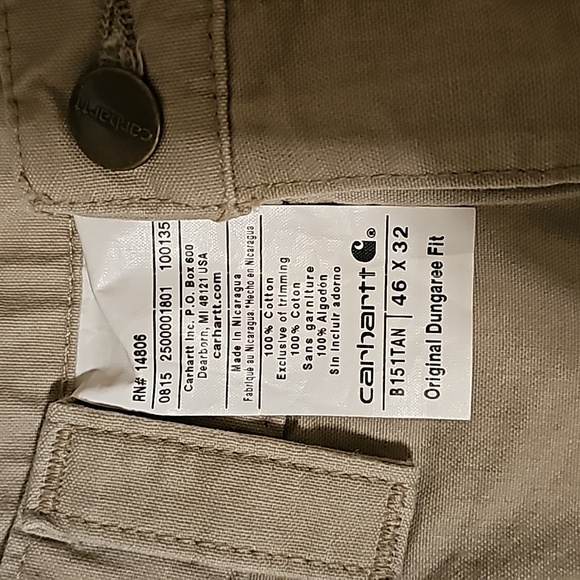 carhartt
RN# 14806
0815 2500001801 100135
Carhartt Inc. P.O. Box 600
Dearborn, MI 48121 USA
carhartt.com
Made in Nicaragua
Fabriqué au Nicaragua.*Hecho en Nicaragua
100% Cotton
Exclusive of trimming
100% Coton
Sans garniture
100% Algodón
Sin incluir adorno
carhartt ®
B151TAN | 46 X 32
Original Dungaree Fit